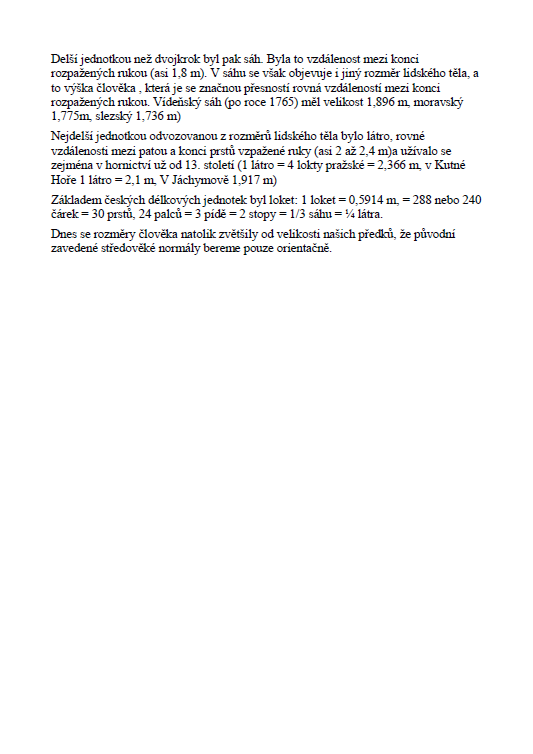 Delší jednotkou než dvojkrok byl pak sáh. Byla to vzdálenost mezi konci
rozpažených rukou (asi 1,8 m). V sáhu se však objevuje i jiný rozměr lidského těla, a
to výška člověka , která je se značnou přesností rovná vzdáleností mezi konci
rozpažených rukou. Vídeňský sáh (po roce 1765) měl velikost 1,896 m, moravský
1,775m, slezský 1,736 m)
Nejdelší jednotkou odvozovanou z rozměrů lidského těla bylo látro, rovné
vzdálenosti mezi patou a konci prstů vzpažené ruky (asi 2 až 2,4 m)a užívalo se
zejména v hornictví už od 13. století (1 látro = 4 lokty pražské = 2,366 m, v Kutné
Hoře 1 látro = 2,1 m, V Jáchymově 1,917 m)
Základem českých délkových jednotek byl loket: 1 loket = 0,5914 m, = 288 nebo 240
čárek = 30 prstů, 24 palců = 3 pídě = 2 stopy = 1/3 sáhu = ¼ látra.
Dnes se rozměry člověka natolik zvětšily od velikosti našich předků, že původní
zavedené středověké normály bereme pouze orientačně.